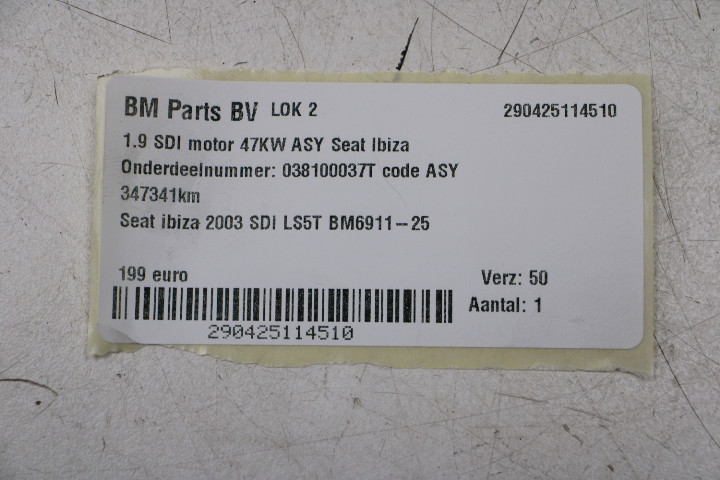 BM Parts BV LOK 2 290425114510
1.9 SDI motor 47KW ASY Seat Ibiza
Onderdeelnummer: 038100037T code ASY
347341km
Seat ibiza 2003 SDI LS5T BM6911-25
199 euro Verz: 50
Aantal: 1
290425114510